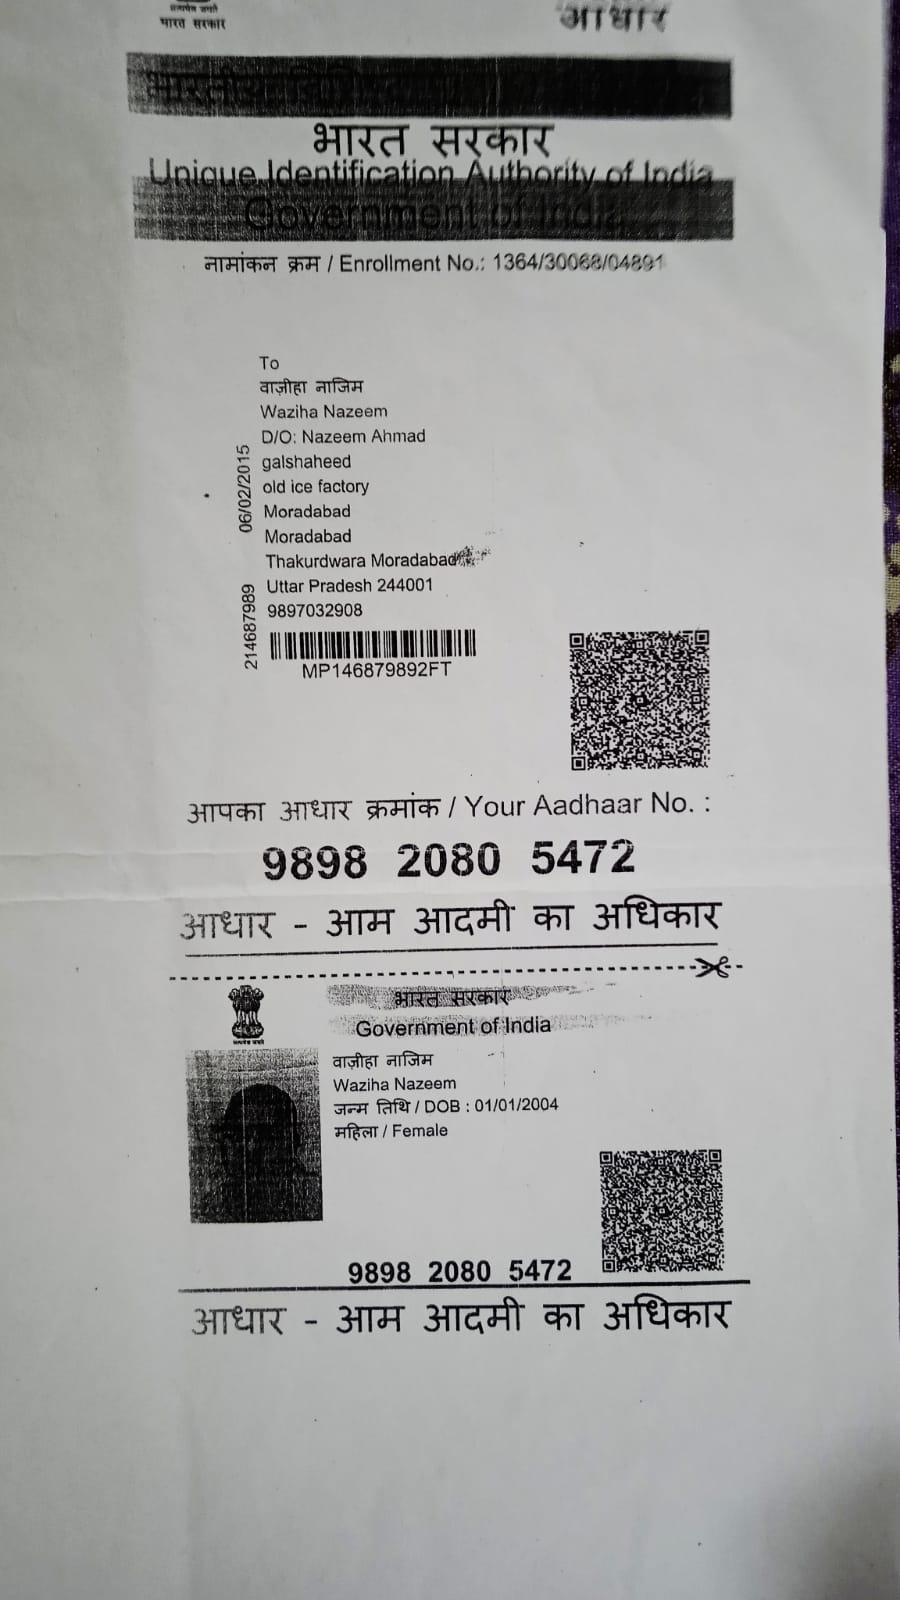 भारत सरकार
आधार
भारत सरकार
Unique Identification Authority of India
Government of India
नामांकन क्रम / Enrollment No.: 1364/30068/04891
To
वाज़ीहा नाजिम
Waziha Nazeem
D/O: Nazeem Ahmad
galshaheed
old ice factory
Moradabad
Moradabad
Thakurdwara Moradabad
Uttar Pradesh 244001
9897032908
06/02/2015
214687989
MP146879892FT
आपका आधार क्रमांक / Your Aadhaar No. :
9898 2080 5472
आधार - आम आदमी का अधिकार
भारत सरकार
Government of India
वाज़ीहा नाजिम
Waziha Nazeem
जन्म तिथि / DOB : 01/01/2004
महिला / Female
9898 2080 5472
आधार - आम आदमी का अधिकार